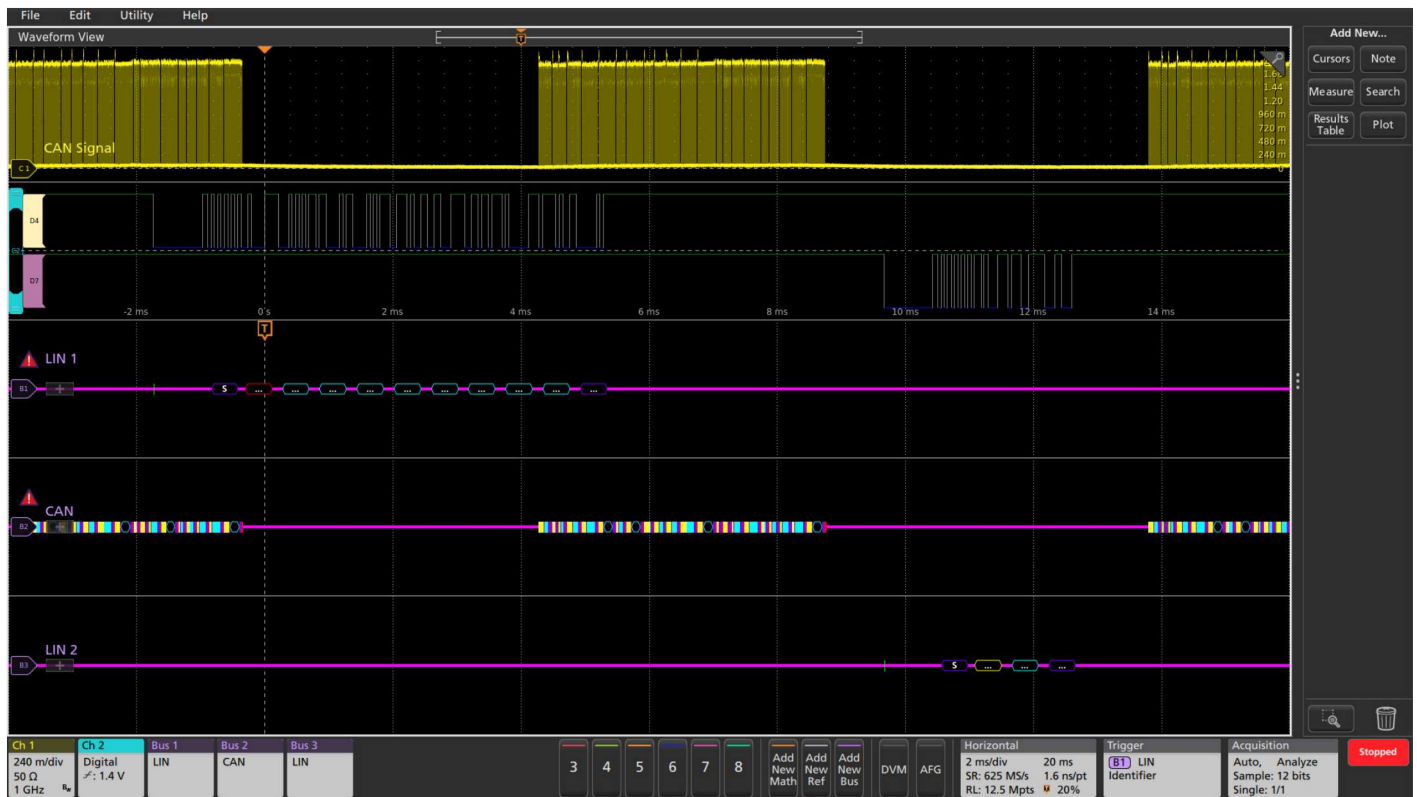 File Edit Utility Help
Waveform View
Add New...
Cursors Note
Measure Search
Results Table Plot
T
1.44
1.20
960 m
720 m
480 m
240 m
0
CAN Signal
C1
D4
D7
-2 ms 0 s 2 ms 4 ms 6 ms 8 ms 10 ms 12 ms 14 ms
T
! LIN 1
B1 + S ... ... ... ... ... ... ... ... ... ...
! CAN
B2 +
LIN 2
B3 + S ... ... ...
Ch 1
240 m/div
50 Ω
1 GHz Bw
Ch 2
Digital
1.4 V
Bus 1
LIN
Bus 2
CAN
Bus 3
LIN
3 4 5 6 7 8
Add New Math
Add New Ref
Add New Bus
DVM AFG
Horizontal
2 ms/div 20 ms
SR: 625 MS/s 1.6 ns/pt
RL: 12.5 Mpts 20%
Trigger
B1 LIN
Identifier
Acquisition
Auto, Analyze
Sample: 12 bits
Single: 1/1
Stopped